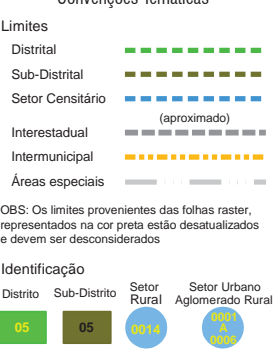 Convenções Temáticas
Limites
Distrital
Sub-Distrital
Setor Censitário
(aproximado)
Interestadual
Intermunicipal
Áreas especiais
OBS: Os limites provenientes das folhas raster,
representados na cor preta estão desatualizados
e devem ser desconsiderados
Identificação
Distrito Sub-Distrito Setor Rural Setor Urbano Aglomerado Rural
05 05 0014 0001 A 0006